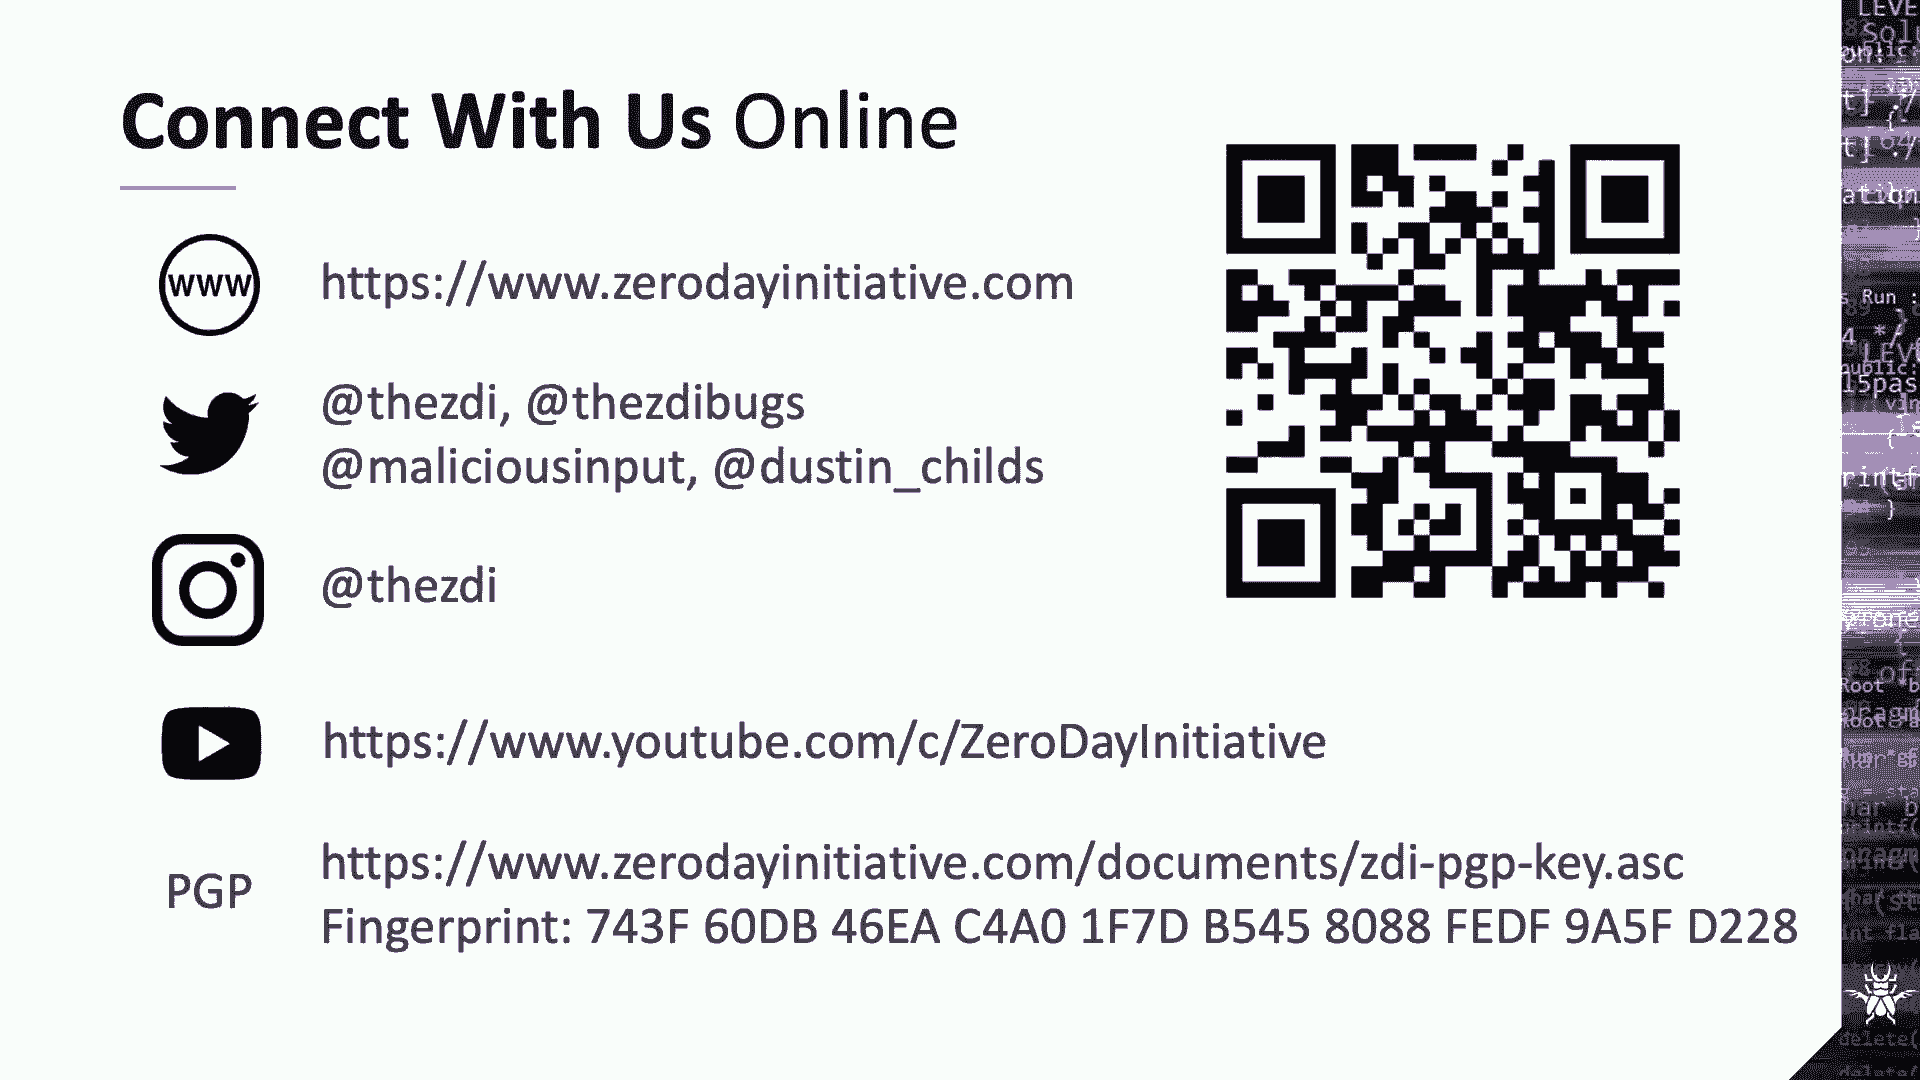 Connect With Us Online
www
https://www.zerodayinitiative.com
@thezdi, @thezdibugs
@maliciousinput, @dustin_childs
@thezdi
https://www.youtube.com/c/ZeroDayInitiative
PGP
https://www.zerodayinitiative.com/documents/zdi-pgp-key.asc
Fingerprint: 743F 60DB 46EA C4A0 1F7D B545 8088 FEDF 9A5F D228